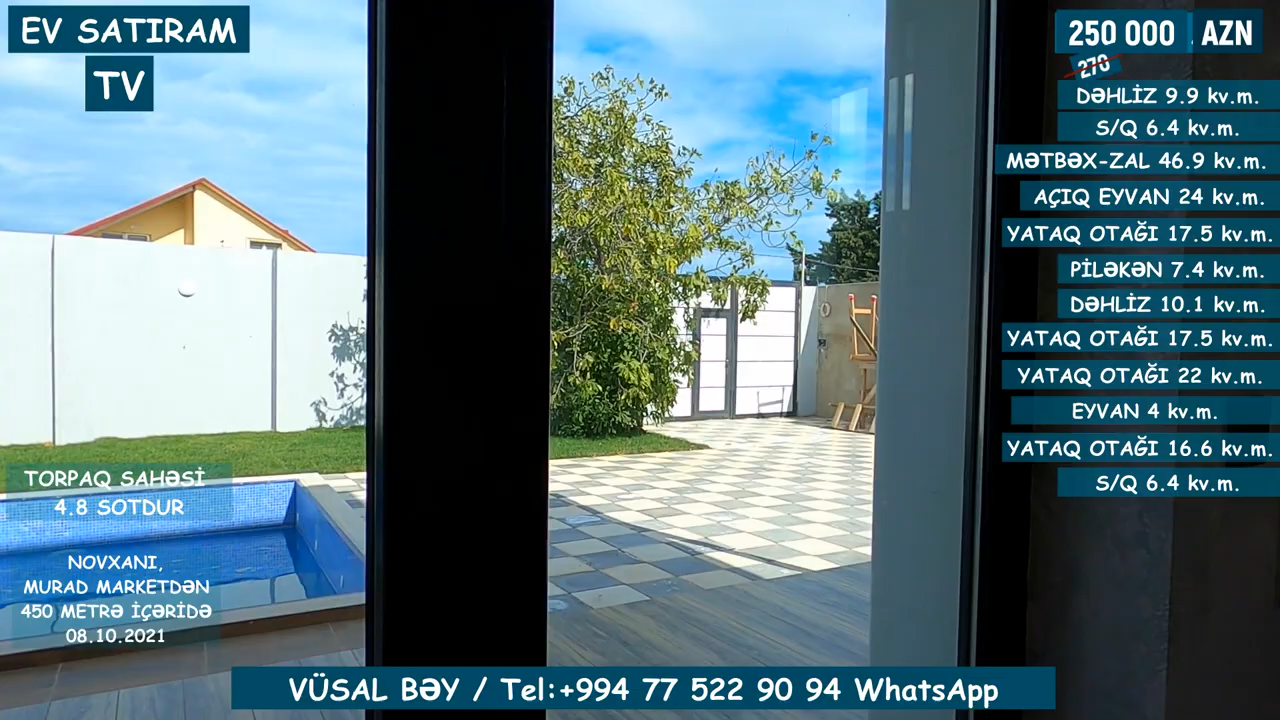 EV SATIRAM
TV
250 000 AZN
270
DƏHLİZ 9.9 kv.m.
S/Q 6.4 kv.m.
MƏTBƏX-ZAL 46.9 kv.m.
AÇIQ EYVAN 24 kv.m.
YATAQ OTAĞI 17.5 kv.m.
PİLƏKƏN 7.4 kv.m.
DƏHLİZ 10.1 kv.m.
YATAQ OTAĞI 17.5 kv.m.
YATAQ OTAĞI 22 kv.m.
EYVAN 4 kv.m.
YATAQ OTAĞI 16.6 kv.m.
S/Q 6.4 kv.m.
TORPAQ SAHƏSİ
4.8 SOTDUR
NOVXANI,
MURAD MARKETDƏN
450 METRƏ İÇƏRİDƏ
08.10.2021
VÜSAL BƏY / Tel:+994 77 522 90 94 WhatsApp